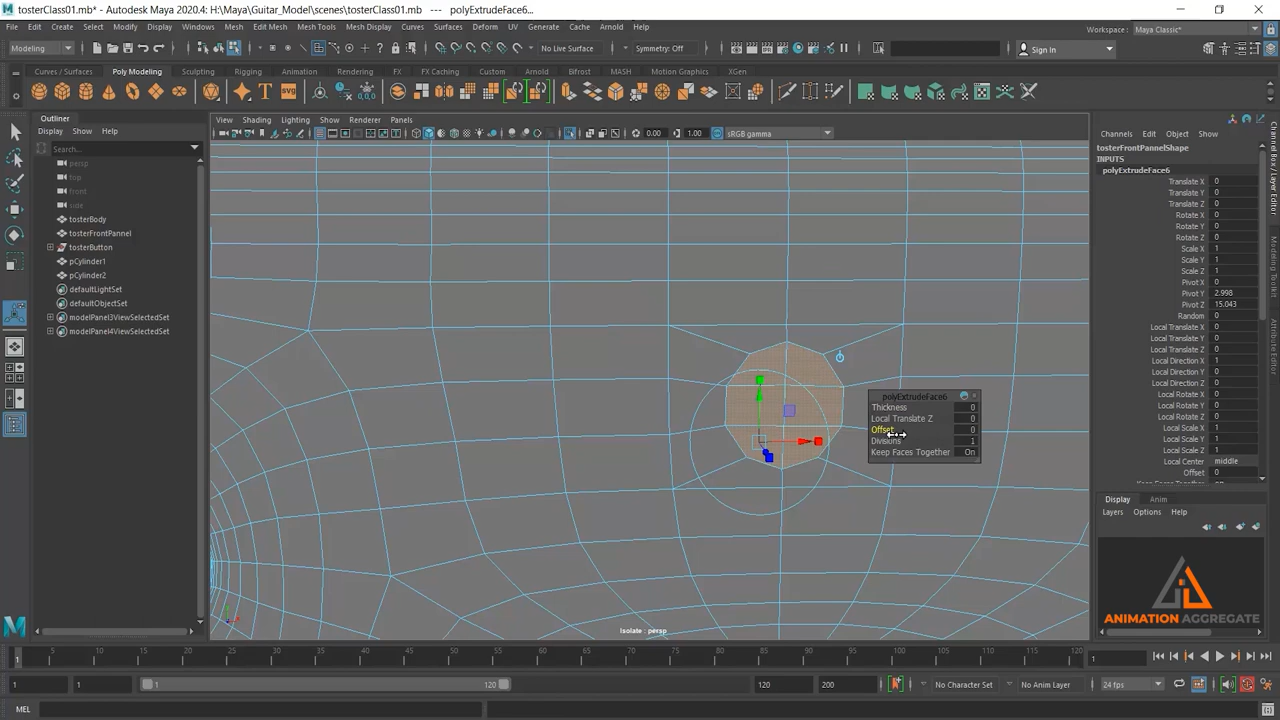 tosterClass01.mb* - Autodesk Maya 2020.4: H:\Maya\Guitar_Model\scenes\tosterClass01.mb --- polyExtrudeFace6...
File Edit Create Select Modify Display Windows Mesh Edit Mesh Mesh Tools Mesh Display Curves Surfaces Deform UV Generate Cache Arnold Help
Workspace: Maya Classic*
Modeling No Live Surface Symmetry: Off Sign In
Curves / Surfaces Poly Modeling Sculpting Rigging Animation Rendering FX FX Caching Custom Arnold Bifrost MASH Motion Graphics XGen
Outliner
Display Show Help
Search...
persp
top
front
side
tosterBody
tosterFrontPannel
tosterButton
pCylinder1
pCylinder2
defaultLightSet
defaultObjectSet
modelPanel3ViewSelectedSet
modelPanel4ViewSelectedSet
View Shading Lighting Show Renderer Panels
0.00 1.00 sRGB gamma
polyExtrudeFace6
Thickness 0
Local Translate Z 0
Offset 0
Divisions 1
Keep Faces Together On
Isolate : persp
Channels Edit Object Show
tosterFrontPannelShape
INPUTS
polyExtrudeFace6
Translate X 0
Translate Y 0
Translate Z 0
Rotate X 0
Rotate Y 0
Rotate Z 0
Scale X 1
Scale Y 1
Scale Z 1
Pivot X 0
Pivot Y 2.998
Pivot Z 15.043
Random 0
Local Translate X 0
Local Translate Y 0
Local Translate Z 0
Local Direction X 1
Local Direction Y 0
Local Direction Z 0
Local Rotate X 0
Local Rotate Y 0
Local Rotate Z 0
Local Scale X 1
Local Scale Y 1
Local Scale Z 1
Local Center middle
Offset 0
Display Anim
Layers Options Help
ANIMATION AGGREGATE
Channel Box / Layer Editor
Modeling Toolkit
Attribute Editor
1 5 10 15 20 25 30 35 40 45 50 55 60 65 70 75 80 85 90 95 100 105 110 115 120 1
1 1 1 120 120 200 No Character Set No Anim Layer 24 fps
MEL